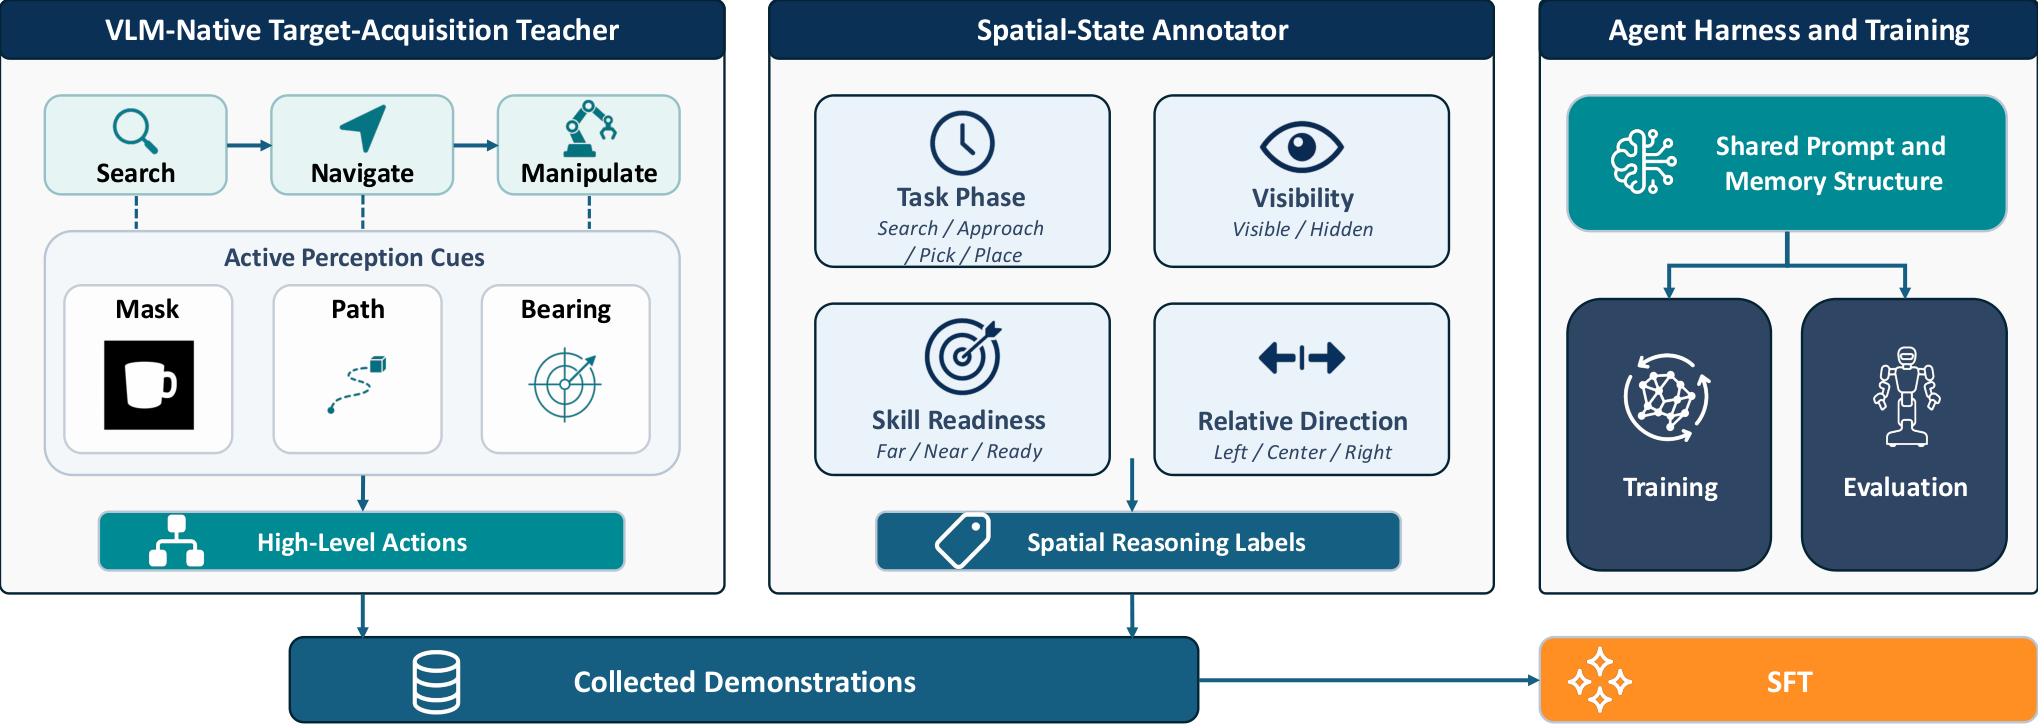 VLM-Native Target-Acquisition Teacher
Search
Navigate
Manipulate
Active Perception Cues
Mask
Path
Bearing
High-Level Actions
Spatial-State Annotator
Task Phase
Search / Approach
/ Pick / Place
Visibility
Visible / Hidden
Skill Readiness
Far / Near / Ready
Relative Direction
Left / Center / Right
Spatial Reasoning Labels
Agent Harness and Training
Shared Prompt and
Memory Structure
Training
Evaluation
Collected Demonstrations
SFT